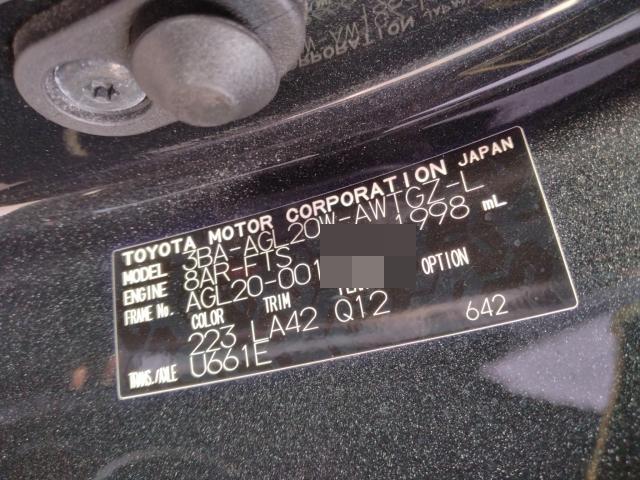 TOYOTA MOTOR CORPORATION JAPAN
MODEL 3BA-AGL20W-AWTGZ-L
ENGINE 8AR-FTS 1998 mL
FRAME No. AGL20-001
COLOR TRIM OPTION
223 LA42 Q12 642
TRANS./AXLE U661E